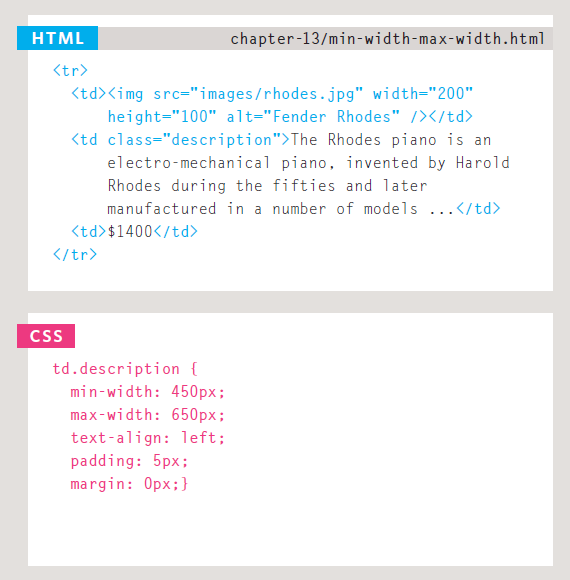 HTML chapter-13/min-width-max-width.html
<tr>
<td><img src="images/rhodes.jpg" width="200"
height="100" alt="Fender Rhodes" /></td>
<td class="description">The Rhodes piano is an
electro-mechanical piano, invented by Harold
Rhodes during the fifties and later
manufactured in a number of models ...</td>
<td>$1400</td>
</tr>
CSS
td.description {
min-width: 450px;
max-width: 650px;
text-align: left;
padding: 5px;
margin: 0px;}